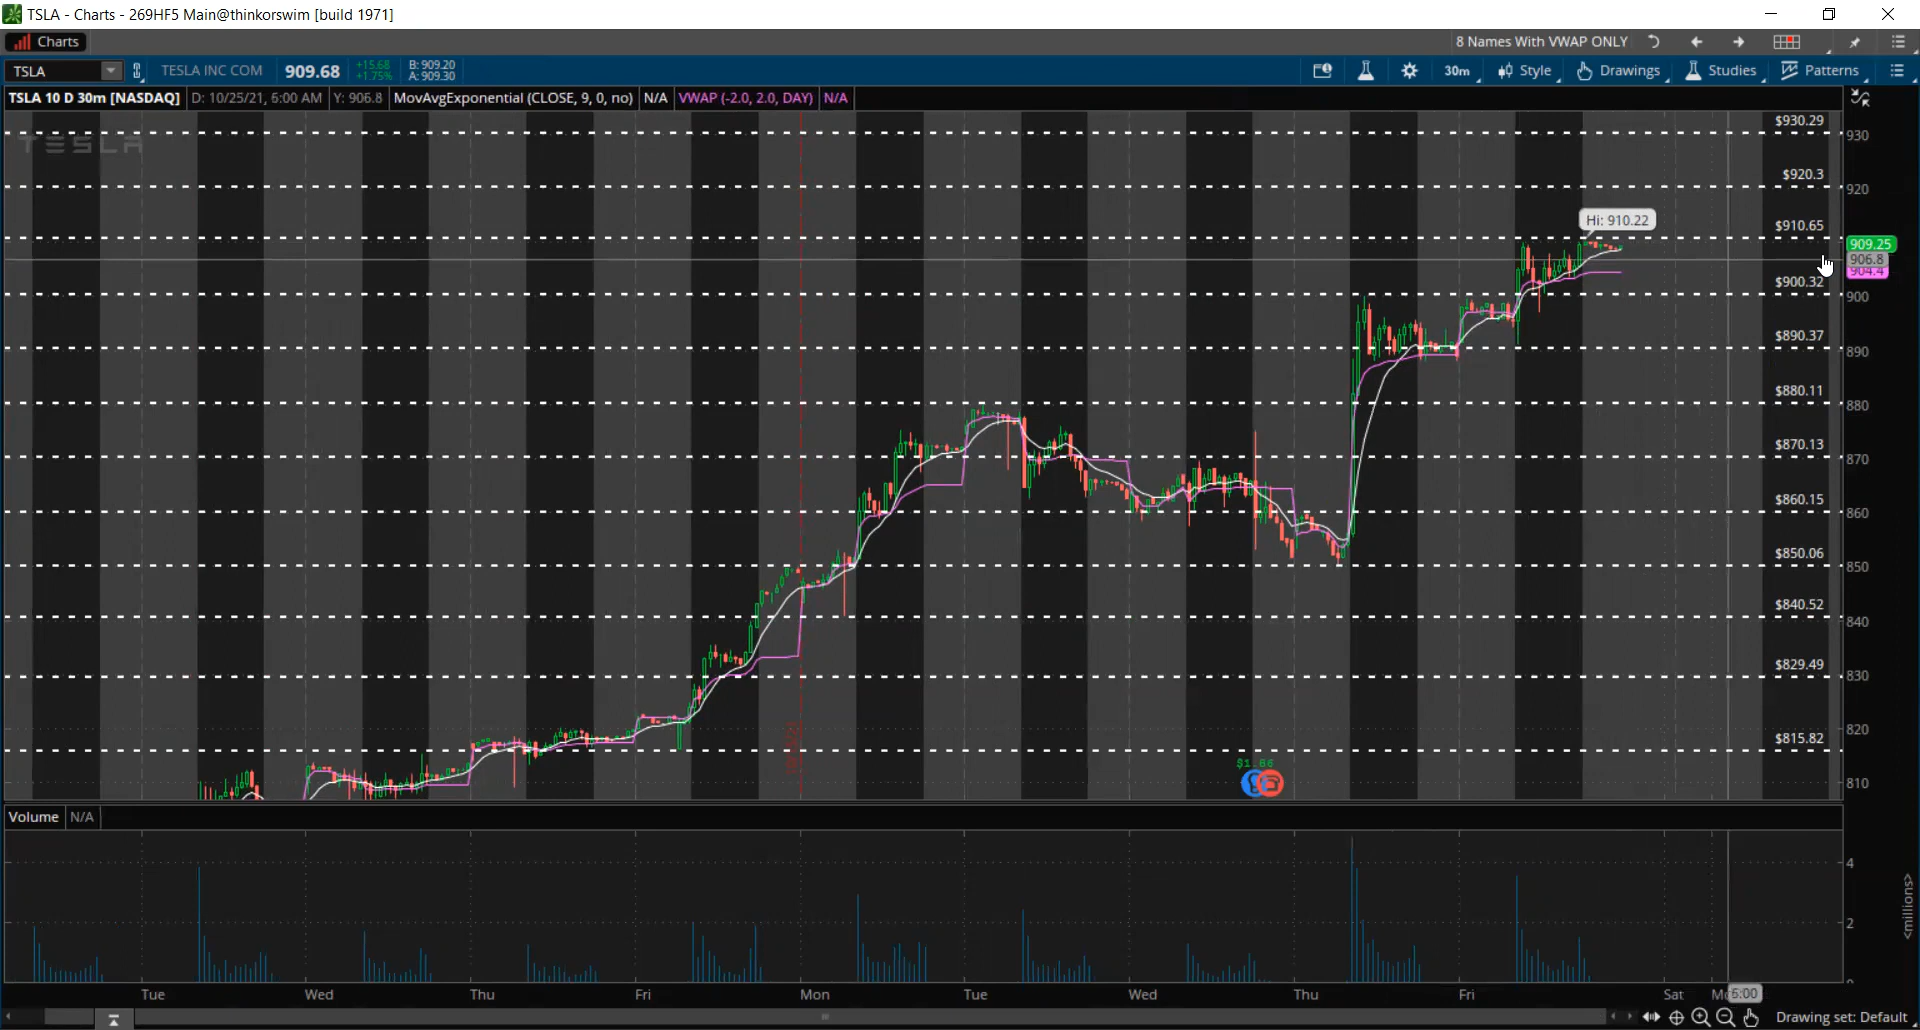 TSLA - Charts - 269HF5 Main@thinkorswim [build 1971]
Charts
8 Names With VWAP ONLY
TSLA
TESLA INC COM
909.68
+15.68
+1.75%
B: 909.20
A: 909.30
30m
Style
Drawings
Studies
Patterns
TSLA 10 D 30m [NASDAQ]
D: 10/25/21, 5:00 AM
Y: 906.8
MovAvgExponential (CLOSE, 9, 0, no)
N/A
VWAP (-2.0, 2.0, DAY)
N/A
TESLA
$930.29
930
$920.3
920
Hi: 910.22
$910.65
909.25
906.8
904.4
$900.32
900
$890.37
890
$880.11
880
$870.13
870
$860.15
860
$850.06
850
$840.52
840
$829.49
830
820
$815.82
810
$1.86
Volume
N/A
4
2
<millions>
0
Tue
Wed
Thu
Fri
Mon
Tue
Wed
Thu
Fri
Sat
5:00
Drawing set: Default